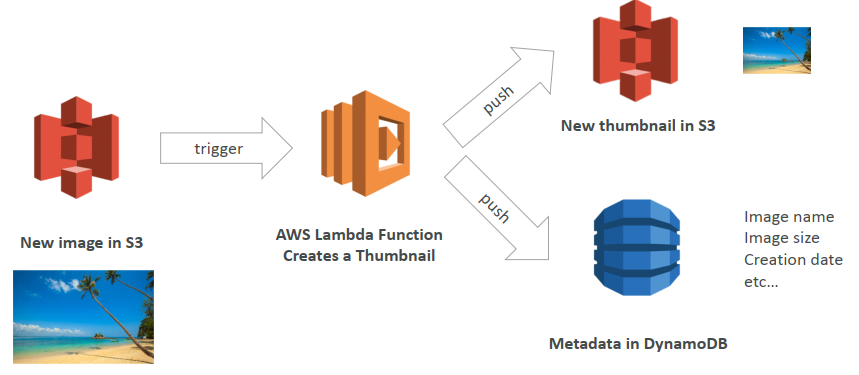 New image in S3
trigger
AWS Lambda Function
Creates a Thumbnail
push
New thumbnail in S3
push
Image name
Image size
Creation date
etc...
Metadata in DynamoDB